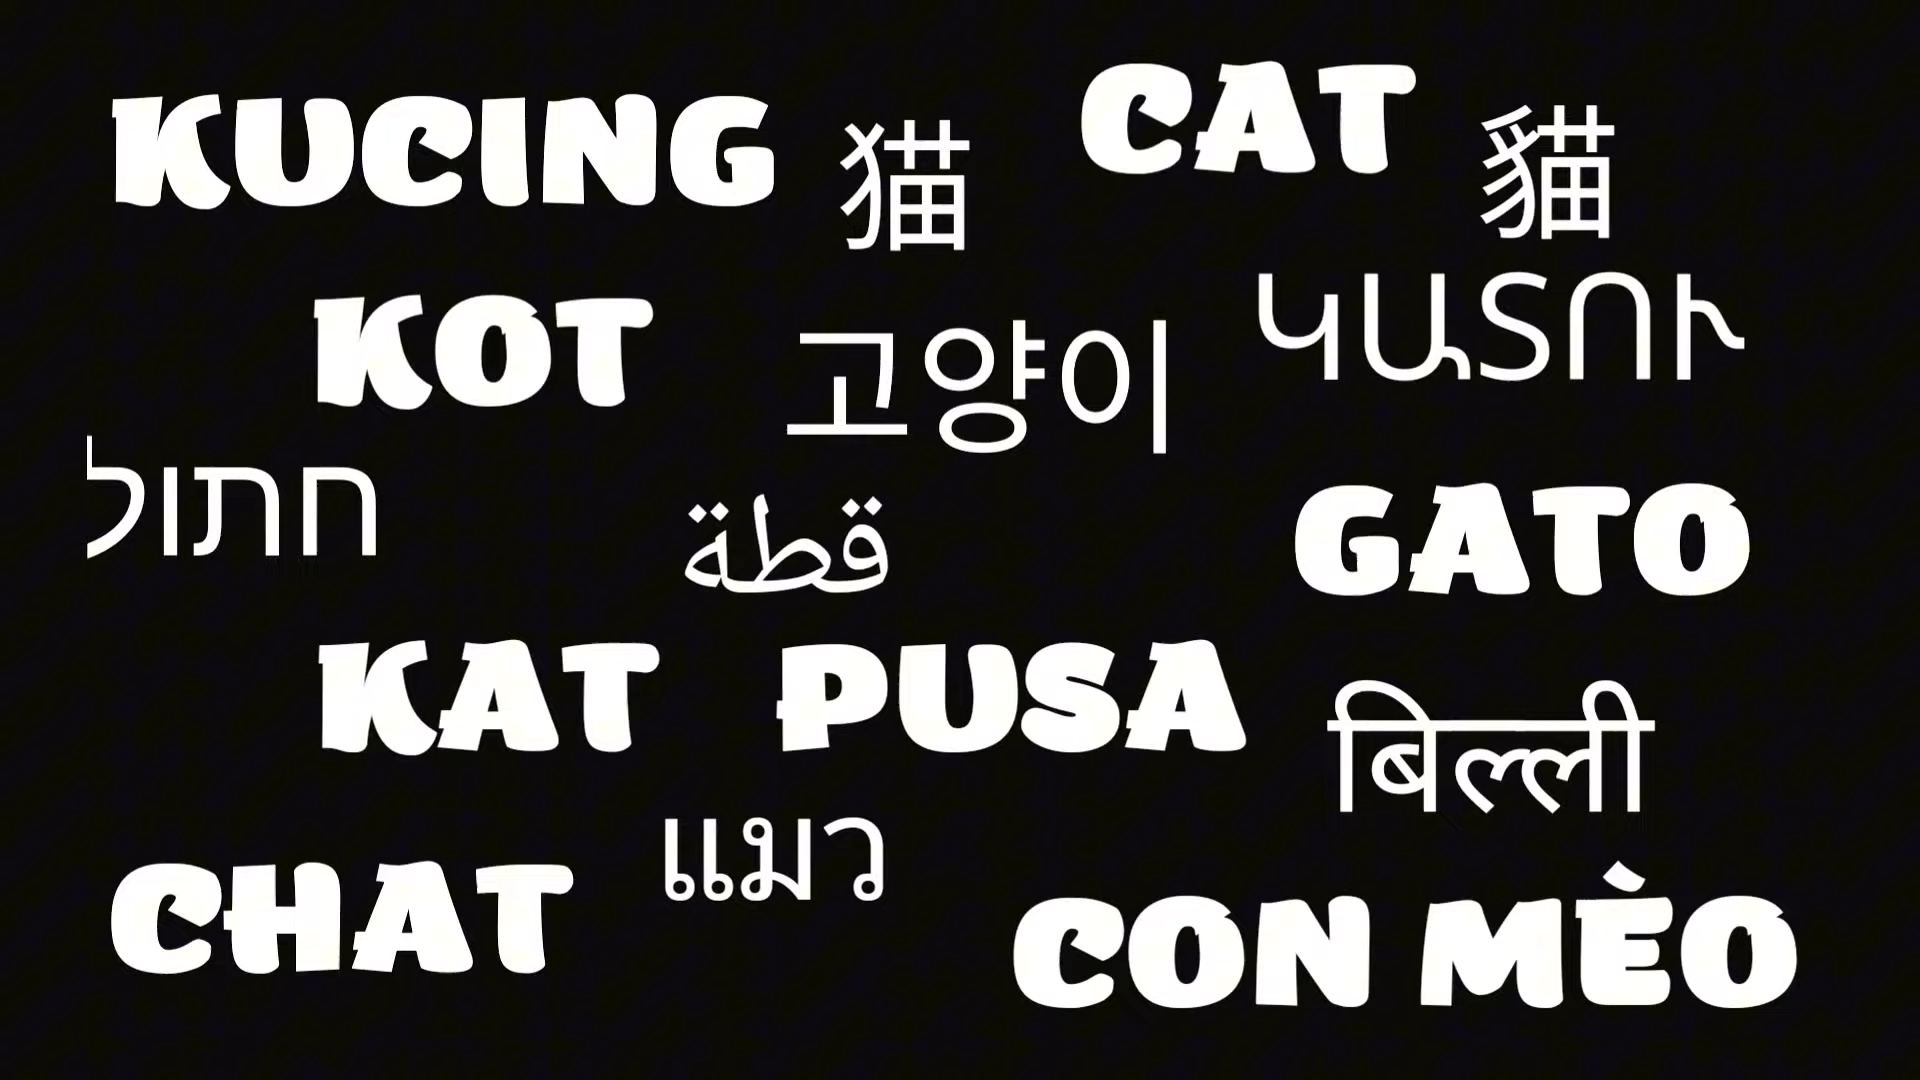 KUCING
猫
CAT
貓
KOT
고양이
կատու
חתול
قطة
GATO
KAT
PUSA
बिल्ली
CHAT
แมว
CON MÈO